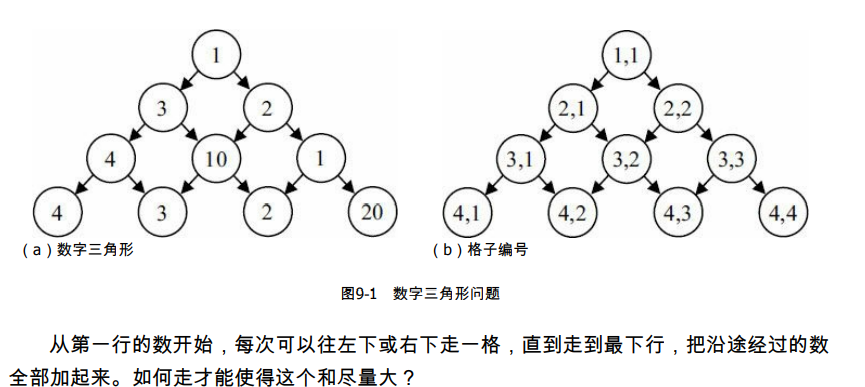 1
1,1
3 2
2,1 2,2
4 10 1
3,1 3,2 3,3
4 3 2 20
4,1 4,2 4,3 4,4
（a）数字三角形
（b）格子编号
图9-1 数字三角形问题
从第一行的数开始，每次可以往左下或右下走一格，直到走到最下行，把沿途经过的数
全部加起来。如何走才能使得这个和尽量大？